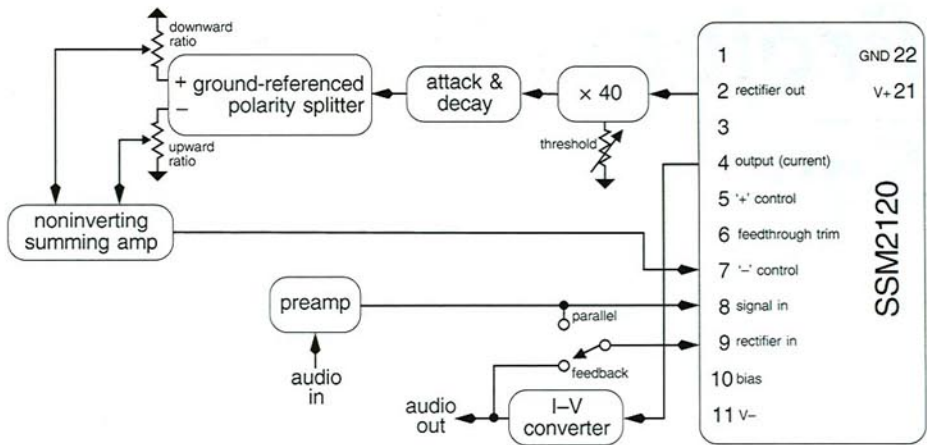 downward
ratio
+ ground-referenced
polarity splitter
−
upward
ratio
attack &
decay
× 40
threshold
noninverting
summing amp
preamp
audio
in
parallel
feedback
audio
out
I–V
converter
1
2 rectifier out
3
4 output (current)
5 '+' control
6 feedthrough trim
7 '–' control
8 signal in
9 rectifier in
10 bias
11 V–
GND 22
V+ 21
SSM2120